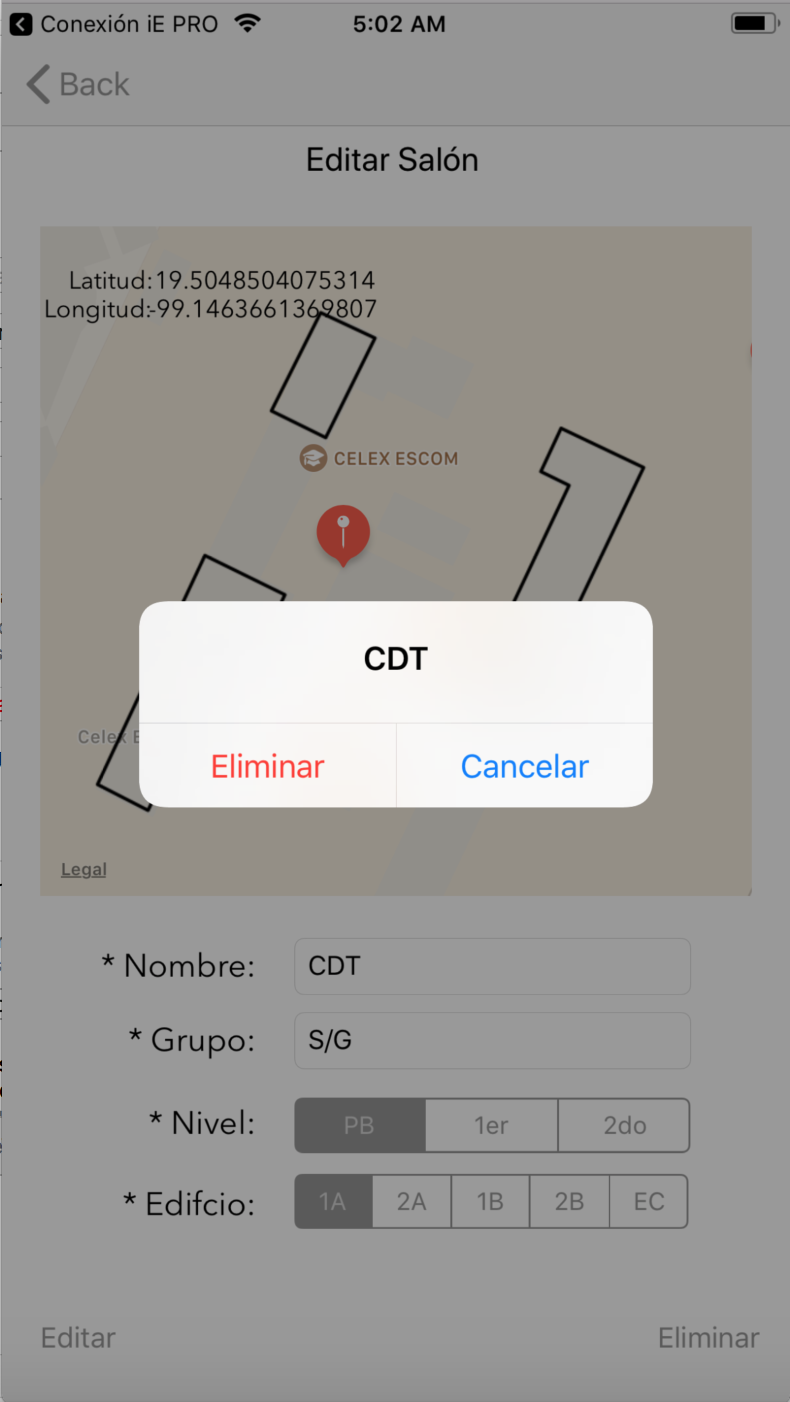 Conexión iE PRO 5:02 AM
Back
Editar Salón
Latitud:19.5048504075314
Longitud:-99.1463661369807
CELEX ESCOM
CDT
Celex E
Eliminar Cancelar
Legal
* Nombre: CDT
* Grupo: S/G
* Nivel: PB 1er 2do
* Edifcio: 1A 2A 1B 2B EC
Editar Eliminar